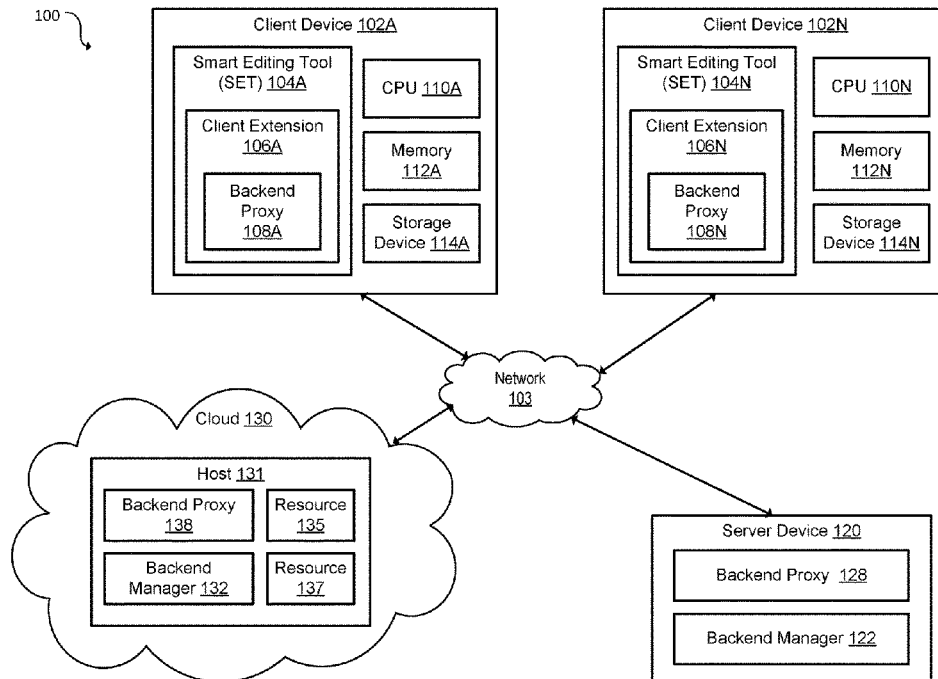 100
Client Device 102A
Smart Editing Tool
(SET) 104A
Client Extension
106A
Backend
Proxy
108A
CPU 110A
Memory
112A
Storage
Device 114A
Client Device 102N
Smart Editing Tool
(SET) 104N
Client Extension
106N
Backend
Proxy
108N
CPU 110N
Memory
112N
Storage
Device 114N
Network
103
Cloud 130
Host 131
Backend Proxy
138
Resource
135
Backend
Manager 132
Resource
137
Server Device 120
Backend Proxy 128
Backend Manager 122